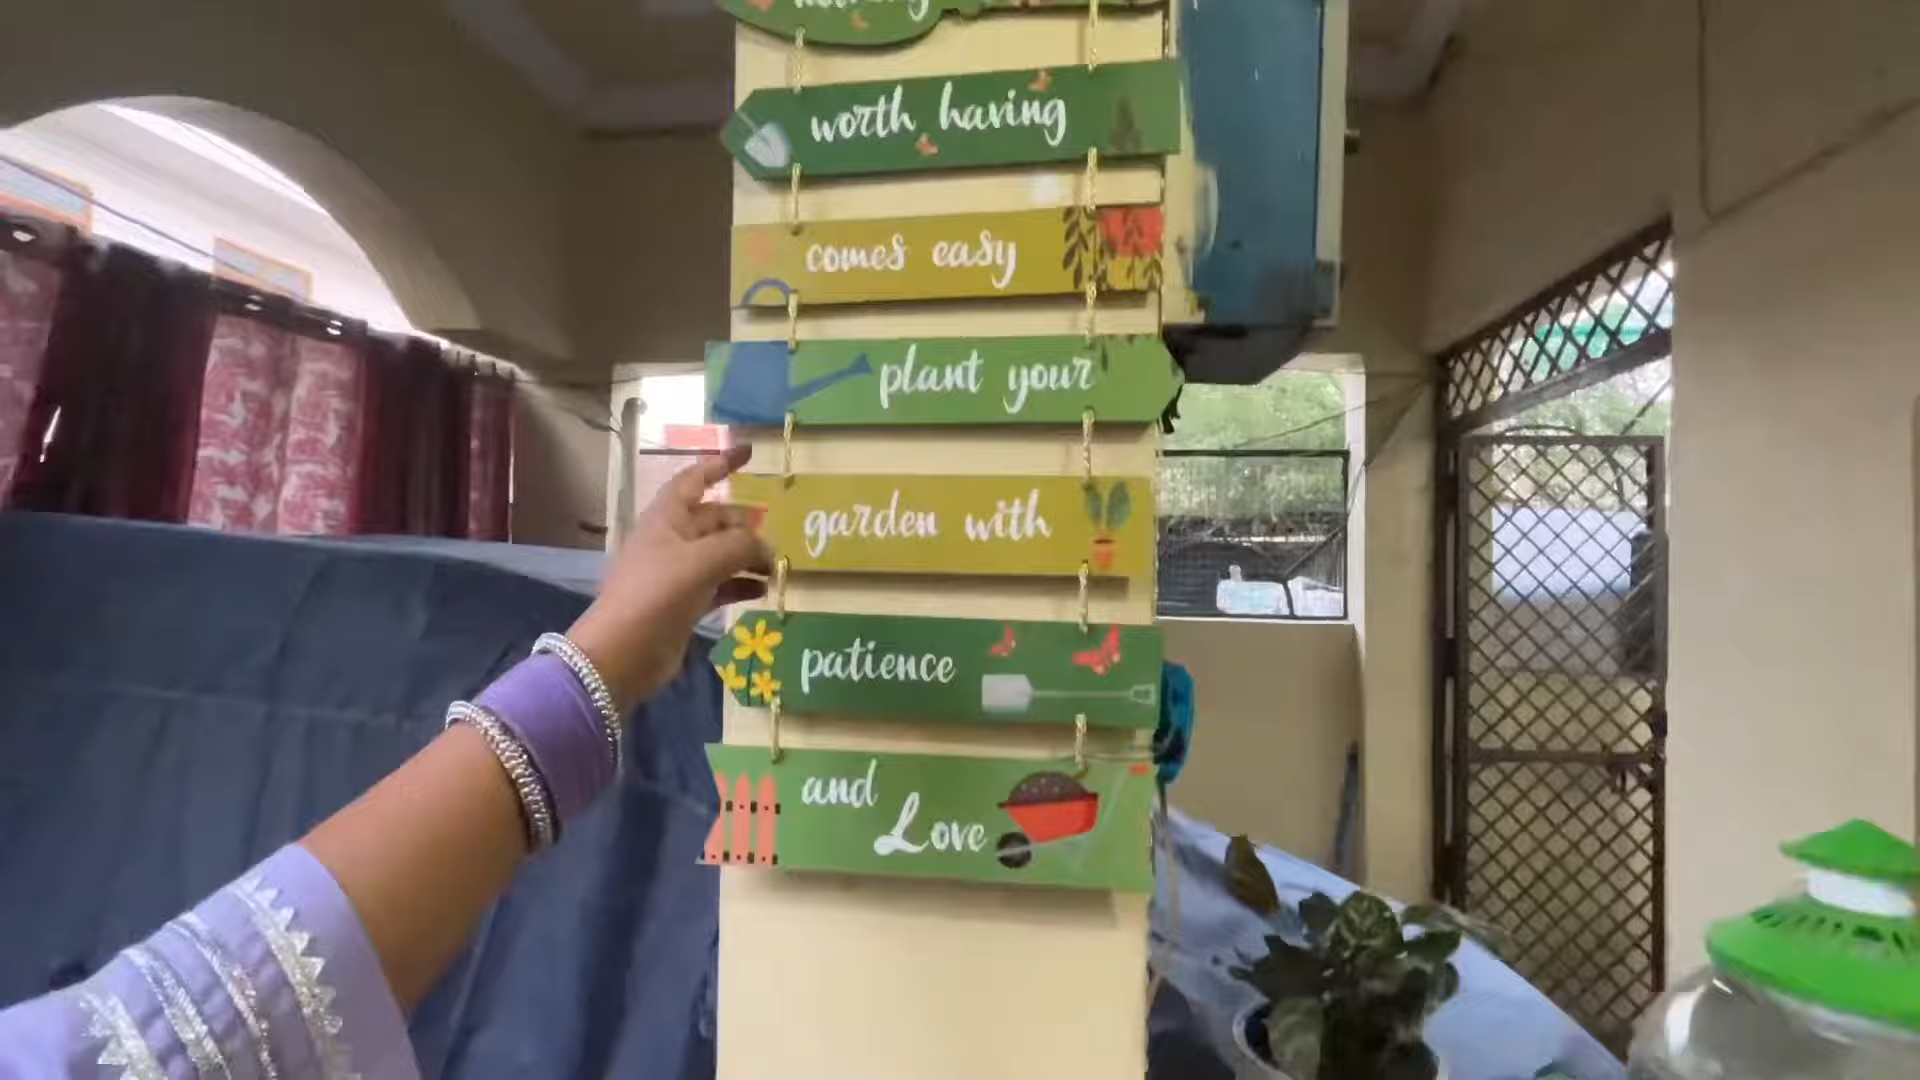 worth having
comes easy
plant your
garden with
patience
and
Love